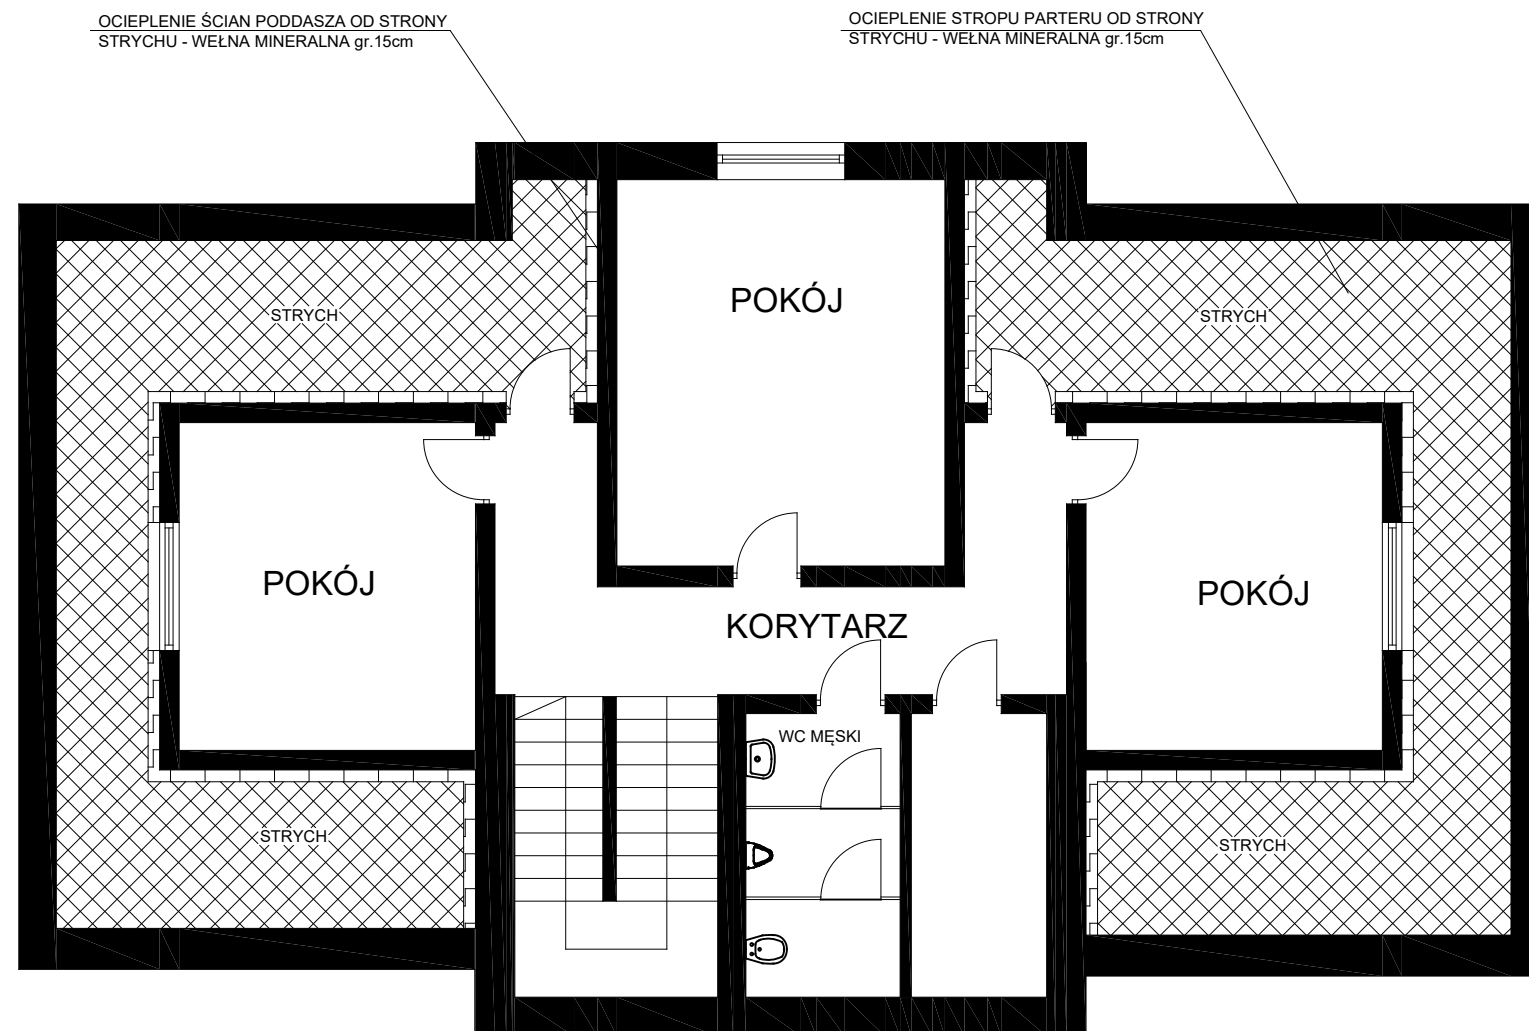 OCIEPLENIE ŚCIAN PODDASZA OD STRONY
STRYCHU - WEŁNA MINERALNA gr.15cm
OCIEPLENIE STROPU PARTERU OD STRONY
STRYCHU - WEŁNA MINERALNA gr.15cm
POKÓJ
STRYCH
STRYCH
POKÓJ
POKÓJ
KORYTARZ
WC MĘSKI
STRYCH
STRYCH